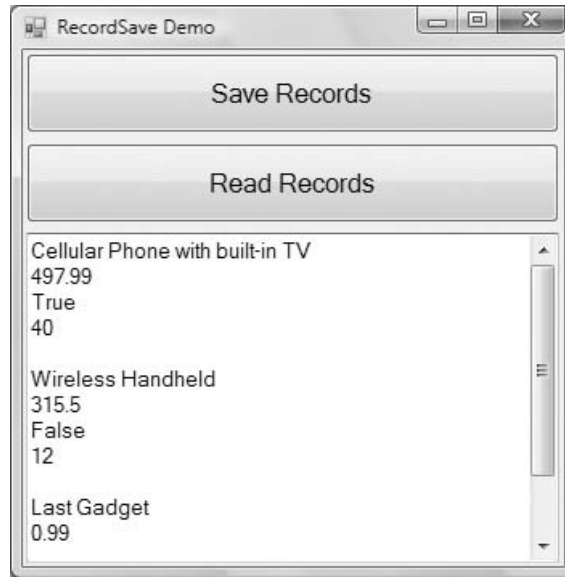 RecordSave Demo
Save Records
Read Records
Cellular Phone with built-in TV
497.99
True
40
Wireless Handheld
315.5
False
12
Last Gadget
0.99